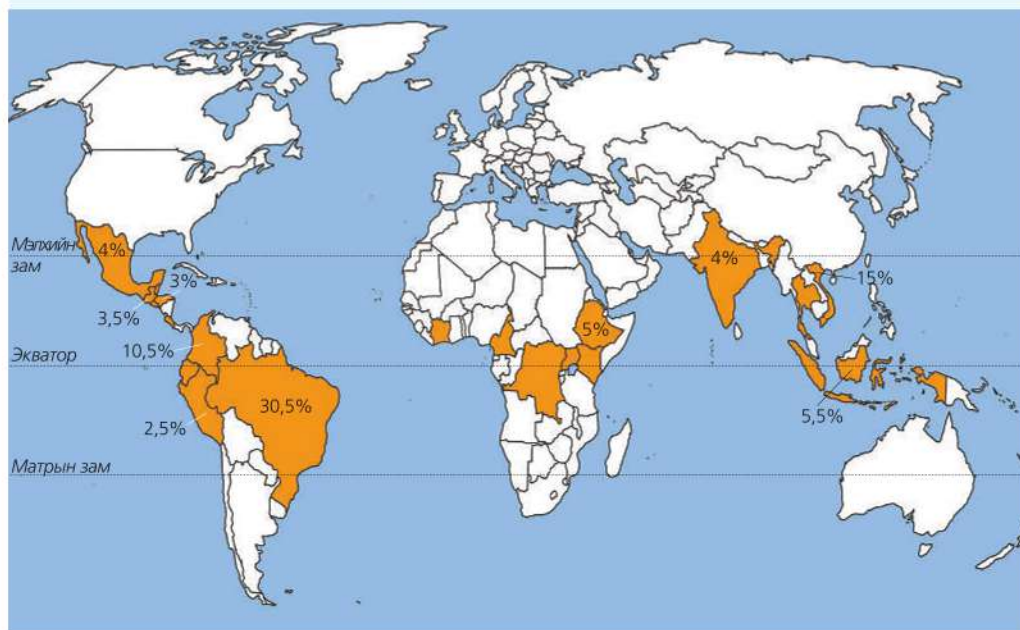 Мэлхийн
зам
4%
3%
3,5%
10,5%
Экватор
2,5%
30,5%
Матрын зам
5%
4%
15%
5,5%